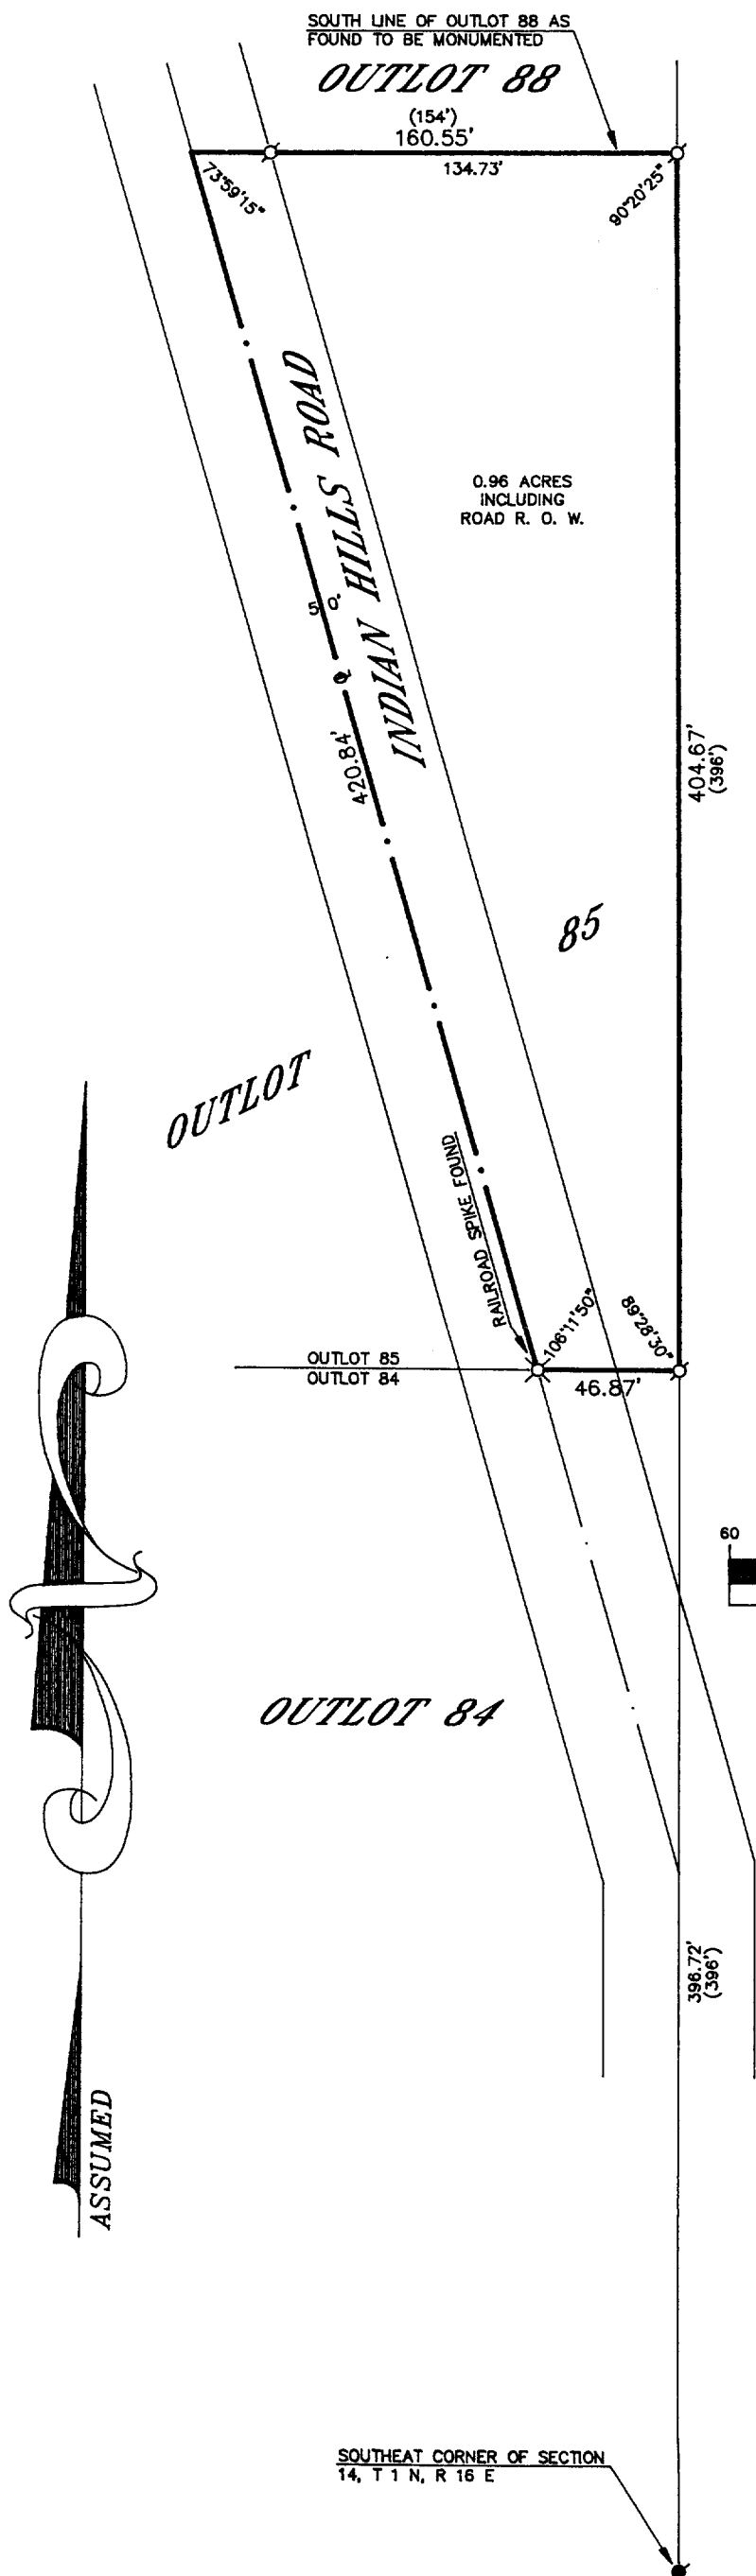 SOUTH LINE OF OUTLOT 88 AS
FOUND TO BE MONUMENTED
OUTLOT 88
(154')
160.55'
134.73'
73°59'15"
90°20'25"
INDIAN HILLS ROAD
0.96 ACRES
INCLUDING
ROAD R. O. W.
50'
420.84'
404.67'
(396')
85
OUTLOT
RAILROAD SPIKE FOUND
106°11'50"
89°28'30"
OUTLOT 85
OUTLOT 84
46.87'
60
OUTLOT 84
396.72'
(396')
ASSUMED
SOUTHEAT CORNER OF SECTION
14, T 1 N, R 16 E